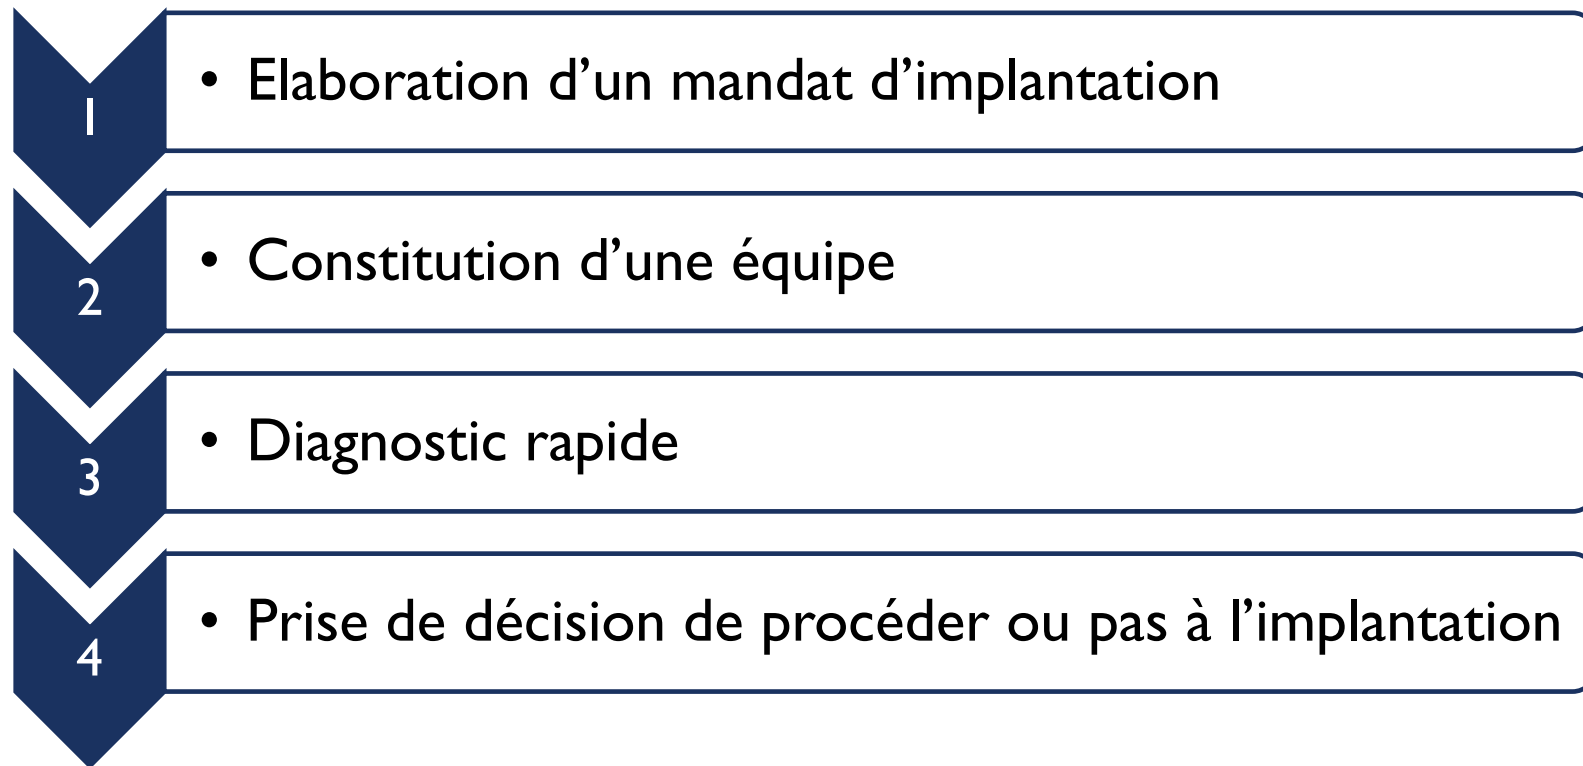 1
• Elaboration d’un mandat d’implantation
2
• Constitution d’une équipe
3
• Diagnostic rapide
4
• Prise de décision de procéder ou pas à l’implantation